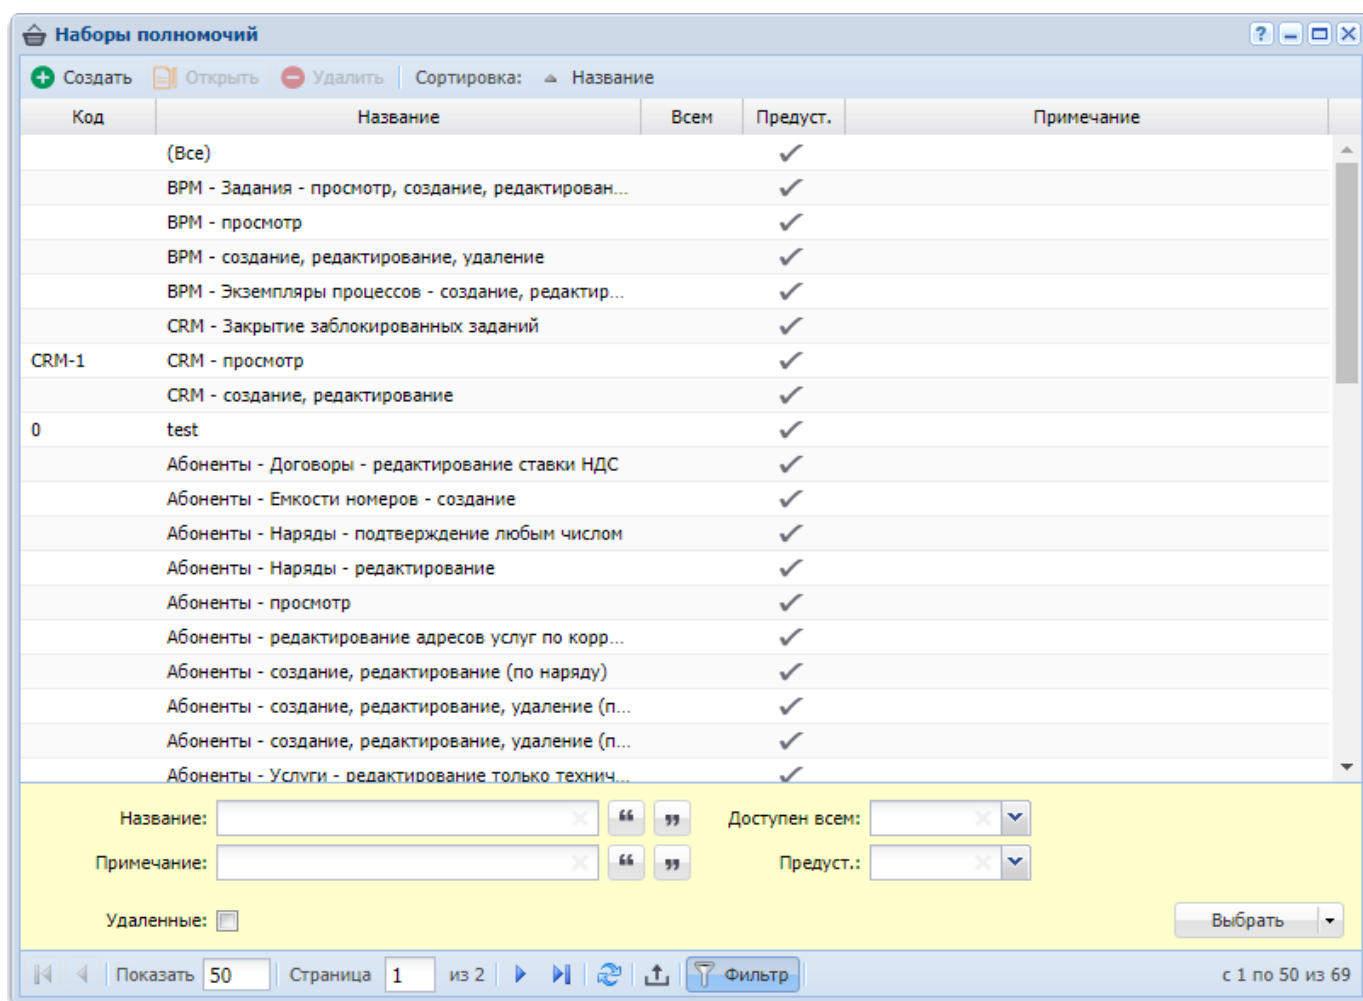 Наборы полномочий
Создать Открыть Удалить Сортировка: Название
Код Название Всем Предуст. Примечание
(Все)
BPM - Задания - просмотр, создание, редактирован...
BPM - просмотр
BPM - создание, редактирование, удаление
BPM - Экземпляры процессов - создание, редактир...
CRM - Закрытие заблокированных заданий
CRM-1 CRM - просмотр
CRM - создание, редактирование
0 test
Абоненты - Договоры - редактирование ставки НДС
Абоненты - Емкости номеров - создание
Абоненты - Наряды - подтверждение любым числом
Абоненты - Наряды - редактирование
Абоненты - просмотр
Абоненты - редактирование адресов услуг по корр...
Абоненты - создание, редактирование (по наряду)
Абоненты - создание, редактирование, удаление (п...
Абоненты - создание, редактирование, удаление (п...
Абоненты - Услуги - редактирование только технич...
Название: Доступен всем:
Примечание: Предуст.:
Удаленные: Выбрать
Показать 50 Страница 1 из 2 Фильтр с 1 по 50 из 69